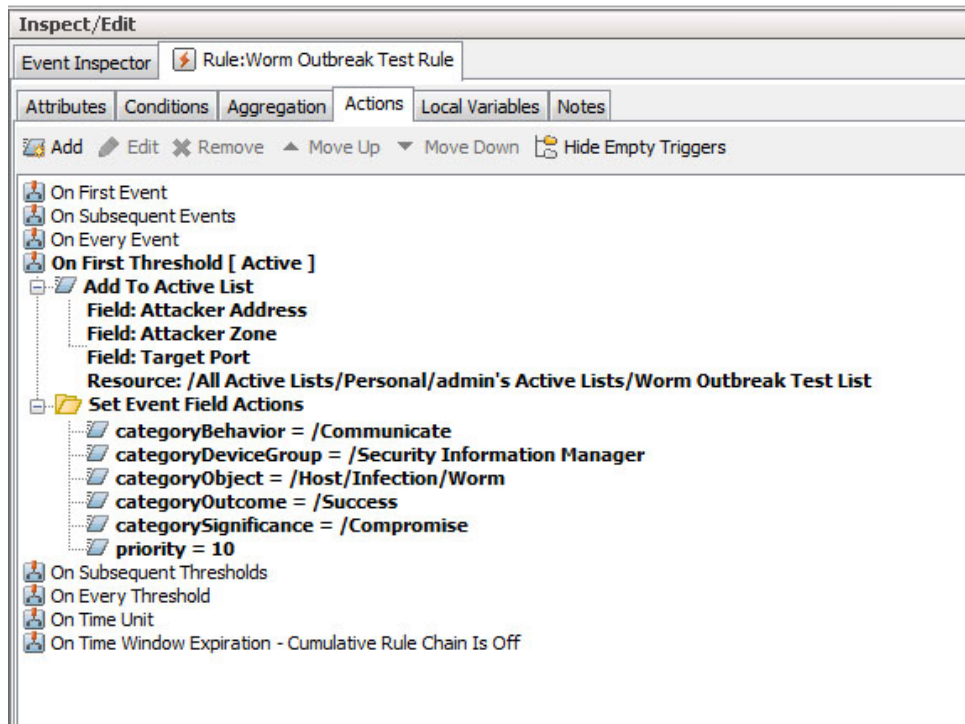 Inspect/Edit
Event Inspector Rule:Worm Outbreak Test Rule
Attributes Conditions Aggregation Actions Local Variables Notes
Add Edit Remove Move Up Move Down Hide Empty Triggers
On First Event
On Subsequent Events
On Every Event
On First Threshold [ Active ]
Add To Active List
Field: Attacker Address
Field: Attacker Zone
Field: Target Port
Resource: /All Active Lists/Personal/admin's Active Lists/Worm Outbreak Test List
Set Event Field Actions
categoryBehavior = /Communicate
categoryDeviceGroup = /Security Information Manager
categoryObject = /Host/Infection/Worm
categoryOutcome = /Success
categorySignificance = /Compromise
priority = 10
On Subsequent Thresholds
On Every Threshold
On Time Unit
On Time Window Expiration - Cumulative Rule Chain Is Off